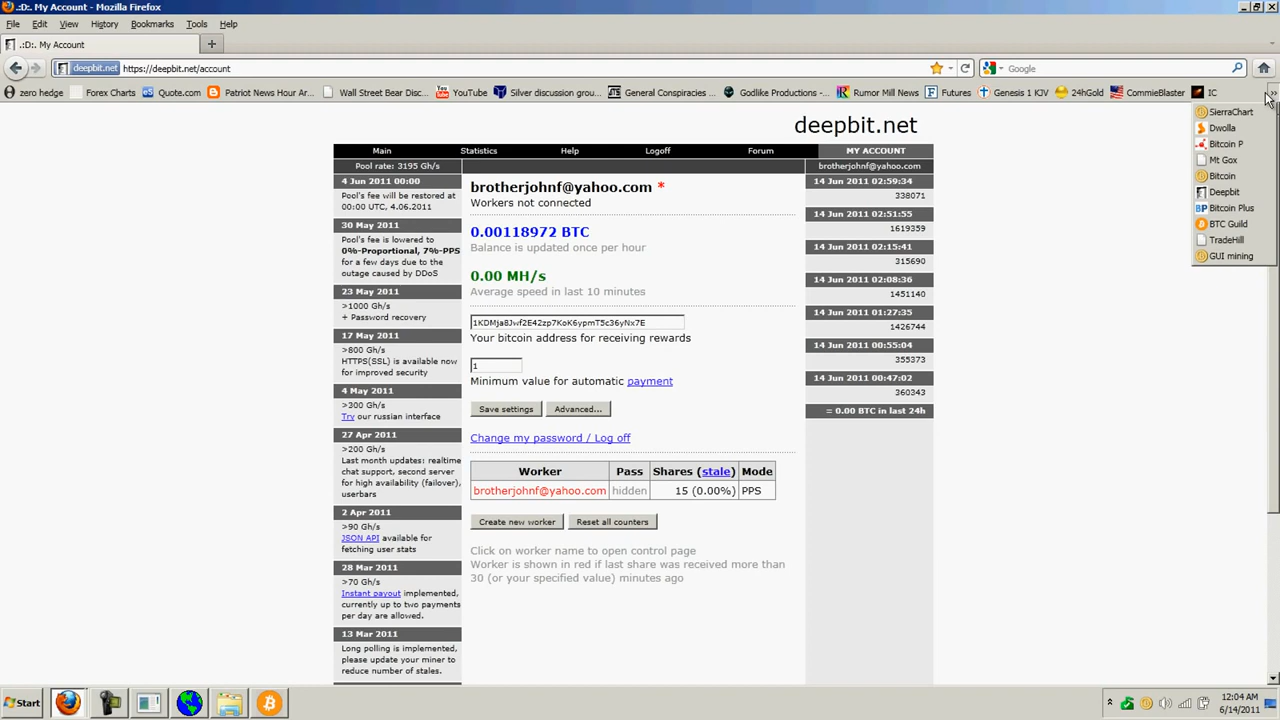 .:D:. My Account - Mozilla Firefox
File Edit View History Bookmarks Tools Help
.:D:. My Account
deepbit.net https://deepbit.net/account Google
zero hedge Forex Charts Quote.com Patriot News Hour Ar... Wall Street Bear Disc... YouTube Silver discussion grou... General Conspiracies ... Godlike Productions -... Rumor Mill News Futures Genesis 1 KJV 24hGold CommieBlaster IC
SierraChart
Dwolla
Bitcoin P
Mt Gox
Bitcoin
Deepbit
Bitcoin Plus
BTC Guild
TradeHill
GUI mining
deepbit.net
Main Statistics Help Logoff Forum MY ACCOUNT
Pool rate: 3195 Gh/s
brotherjohnf@yahoo.com
4 Jun 2011 00:00
Pool's fee will be restored at
00:00 UTC, 4.06.2011
30 May 2011
Pool's fee is lowered to
0%-Proportional, 7%-PPS
for a few days due to the
outage caused by DDoS
23 May 2011
>1000 Gh/s
+ Password recovery
17 May 2011
>800 Gh/s
HTTPS(SSL) is available now
for improved security
4 May 2011
>300 Gh/s
Try our russian interface
27 Apr 2011
>200 Gh/s
Last month updates: realtime
chat support, second server
for high availability (failover),
userbars
2 Apr 2011
>90 Gh/s
JSON API available for
fetching user stats
28 Mar 2011
>70 Gh/s
Instant payout implemented,
currently up to two payments
per day are allowed.
13 Mar 2011
Long polling is implemented,
please update your miner to
reduce number of stales.
brotherjohnf@yahoo.com *
Workers not connected
0.00118972 BTC
Balance is updated once per hour
0.00 MH/s
Average speed in last 10 minutes
1KDMja8Jwf2E42zp7KoK6ypmT5c36yNx7E
Your bitcoin address for receiving rewards
1
Minimum value for automatic payment
Save settings Advanced...
Change my password / Log off
Worker Pass Shares (stale) Mode
brotherjohnf@yahoo.com hidden 15 (0.00%) PPS
Create new worker Reset all counters
Click on worker name to open control page
Worker is shown in red if last share was received more than
30 (or your specified value) minutes ago
14 Jun 2011 02:59:34
338071
14 Jun 2011 02:51:55
1619359
14 Jun 2011 02:15:41
315690
14 Jun 2011 02:08:36
1451140
14 Jun 2011 01:27:35
1426744
14 Jun 2011 00:55:04
355373
14 Jun 2011 00:47:02
360343
= 0.00 BTC in last 24h
Start
12:04 AM
6/14/2011